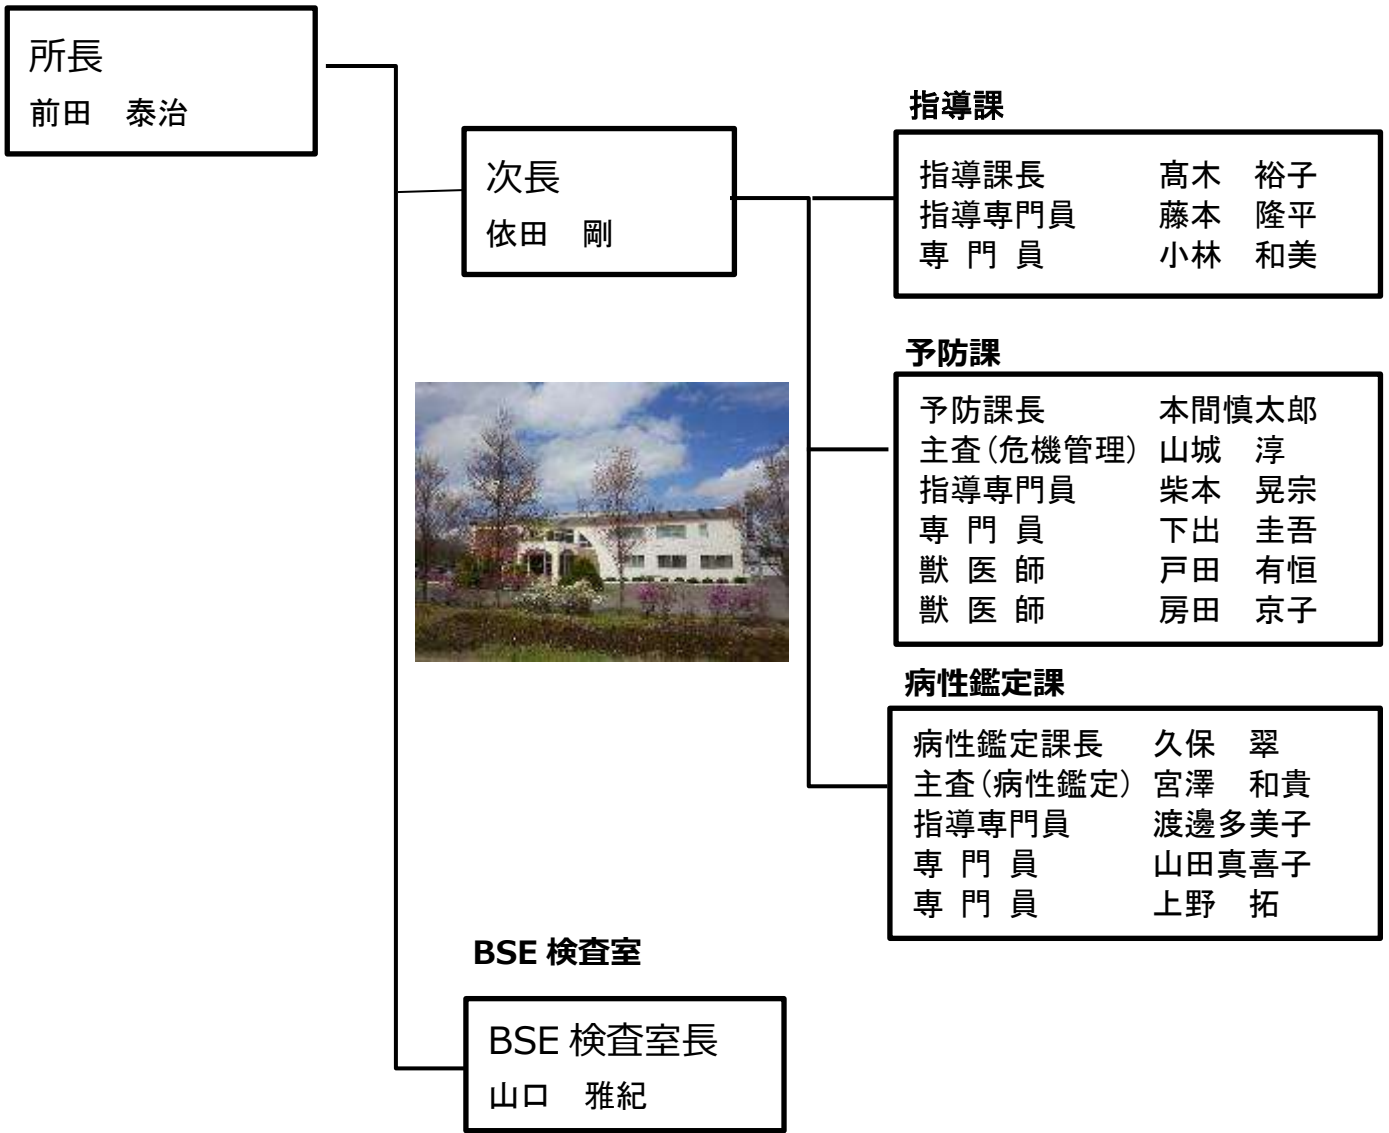 所長
前田　泰治
次長
依田　剛
指導課
指導課長　髙木　裕子
指導専門員　藤本　隆平
専 門 員　小林　和美
予防課
予防課長　本間慎太郎
主査（危機管理）　山城　淳
指導専門員　柴本　晃宗
専 門 員　下出　圭吾
獣 医 師　戸田　有恒
獣 医 師　房田　京子
病性鑑定課
病性鑑定課長　久保　翠
主査（病性鑑定）　宮澤　和貴
指導専門員　渡邊多美子
専 門 員　山田真喜子
専 門 員　上野　拓
BSE 検査室
BSE 検査室長
山口　雅紀